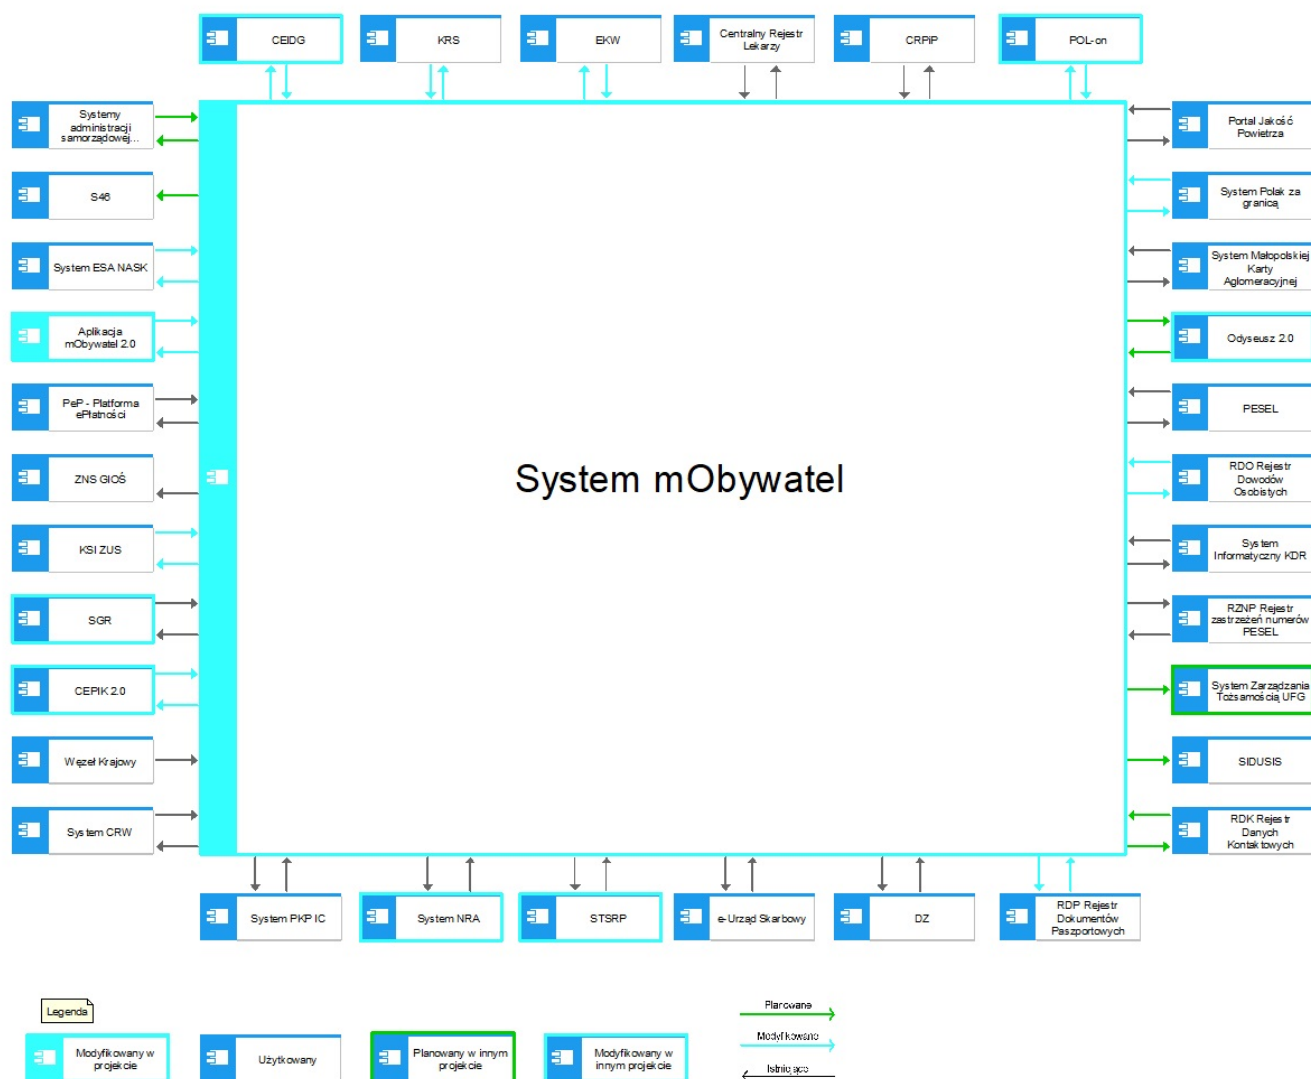 CEIDG
KRS
EKW
Centralny Rejestr
Lekarzy
CRPiP
POL-on
Systemy
administracji
samorządowej...
S46
System ESA NASK
Aplikacja
mObywatel 2.0
PeP - Platforma
ePłatności
ZNS GIOŚ
KSI ZUS
SGR
CEPIK 2.0
Węzeł Krajowy
System CRW
System mObywatel
Portal Jakość
Powietrza
System Polak za
granicą
System Małopolskiej
Karty
Aglomeracyjnej
Odyseusz 2.0
PESEL
RDO Rejestr
Dowodów
Osobistych
System
Informatyczny KDR
RZNP Rejestr
zastrzeżeń numerów
PESEL
System Zarządzania
Tożsamością UFG
SIDUSIS
RDK Rejestr
Danych
Kontaktowych
System PKP IC
System NRA
STSRP
e-Urząd Skarbowy
DZ
RDP Rejestr
Dokumentów
Paszportowych
Legenda
Modyfikowany w
projekcie
Użytkowany
Planowany w innym
projekcie
Modyfikowany w
innym projekcie
Planowane
Modyfikowane
Istniejące